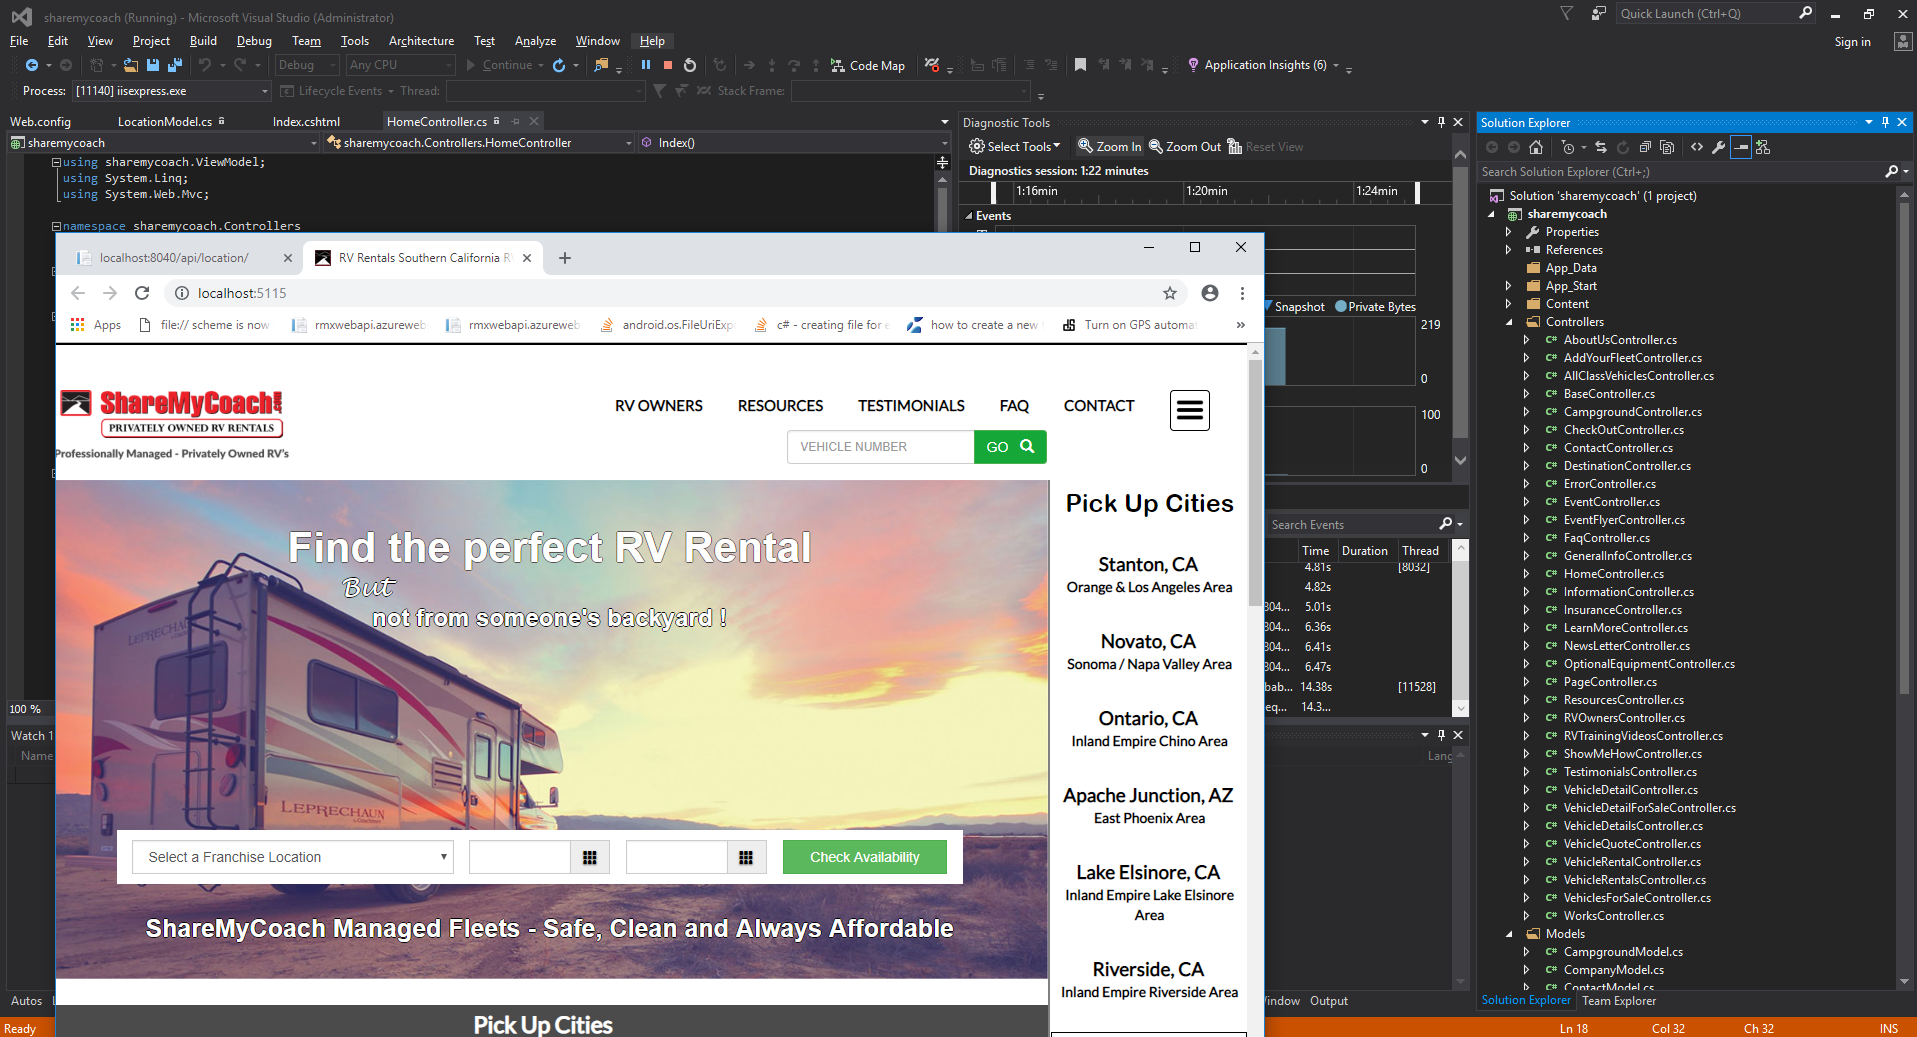 sharemycoach (Running) - Microsoft Visual Studio (Administrator)
Quick Launch (Ctrl+Q)
File Edit View Project Build Debug Team Tools Architecture Test Analyze Window Help
Sign in
Debug Any CPU Continue Code Map Application Insights (6)
Process: [11140] iisexpress.exe Lifecycle Events Thread: Stack Frame:
Web.config LocationModel.cs Index.cshtml HomeController.cs
sharemycoach sharemycoach.Controllers.HomeController Index()
using sharemycoach.ViewModel;
using System.Linq;
using System.Web.Mvc;
namespace sharemycoach.Controllers
100 %
Watch 1
Name
Autos
Ready
Diagnostic Tools
Select Tools Zoom In Zoom Out Reset View
Diagnostics session: 1:22 minutes
1:16min 1:20min 1:24min
Events
Snapshot Private Bytes
219
0
100
0
Search Events
Time Duration Thread
4.81s [8032]
4.82s
304... 5.01s
6.36s
304... 6.41s
304... 6.47s
bab... 14.38s [11528]
eq... 14.3...
Lang
Output
localhost:8040/api/location/
RV Rentals Southern California R
localhost:5115
Apps
file:// scheme is now
rmxwebapi.azureweb
rmxwebapi.azureweb
android.os.FileUriExp
c# - creating file for e
how to create a new
Turn on GPS automat
ShareMyCoach.com
PRIVATELY OWNED RV RENTALS
Professionally Managed - Privately Owned RV's
RV OWNERS RESOURCES TESTIMONIALS FAQ CONTACT
VEHICLE NUMBER GO
Find the perfect RV Rental
But
not from someone's backyard !
LEPRECHAUN
LEPRECHAUN
Select a Franchise Location
Check Availability
ShareMyCoach Managed Fleets - Safe, Clean and Always Affordable
Pick Up Cities
Pick Up Cities
Stanton, CA
Orange & Los Angeles Area
Novato, CA
Sonoma / Napa Valley Area
Ontario, CA
Inland Empire Chino Area
Apache Junction, AZ
East Phoenix Area
Lake Elsinore, CA
Inland Empire Lake Elsinore
Area
Riverside, CA
Inland Empire Riverside Area
Solution Explorer
Search Solution Explorer (Ctrl+;)
Solution 'sharemycoach' (1 project)
sharemycoach
Properties
References
App_Data
App_Start
Content
Controllers
C# AboutUsController.cs
C# AddYourFleetController.cs
C# AllClassVehiclesController.cs
C# BaseController.cs
C# CampgroundController.cs
C# CheckOutController.cs
C# ContactController.cs
C# DestinationController.cs
C# ErrorController.cs
C# EventController.cs
C# EventFlyerController.cs
C# FaqController.cs
C# GeneralInfoController.cs
C# HomeController.cs
C# InformationController.cs
C# InsuranceController.cs
C# LearnMoreController.cs
C# NewsLetterController.cs
C# OptionalEquipmentController.cs
C# PageController.cs
C# ResourcesController.cs
C# RVOwnersController.cs
C# RVTrainingVideosController.cs
C# ShowMeHowController.cs
C# TestimonialsController.cs
C# VehicleDetailController.cs
C# VehicleDetailForSaleController.cs
C# VehicleDetailsController.cs
C# VehicleQuoteController.cs
C# VehicleRentalController.cs
C# VehicleRentalsController.cs
C# VehiclesForSaleController.cs
C# WorksController.cs
Models
C# CampgroundModel.cs
C# CompanyModel.cs
C# ContactModel.cs
Solution Explorer Team Explorer
Ln 18 Col 32 Ch 32 INS